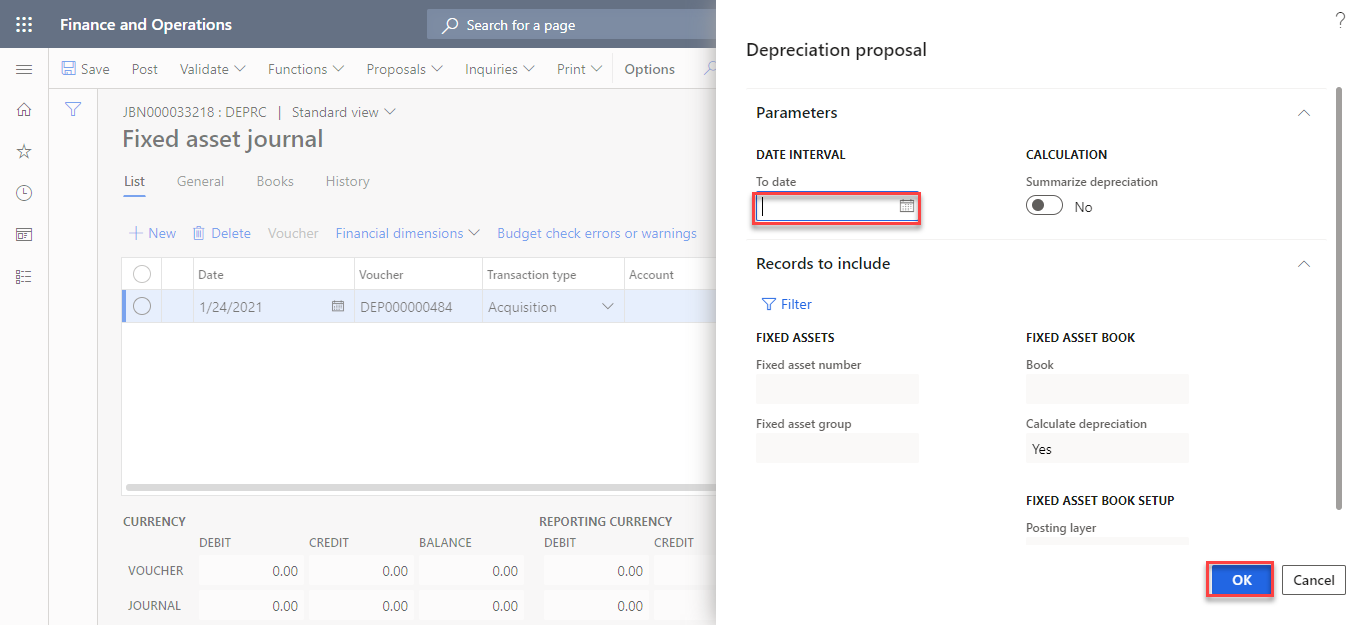 Finance and Operations
Search for a page
?
Save Post Validate Functions Proposals Inquiries Print Options
JBN000033218 : DEPRC | Standard view
Fixed asset journal
List General Books History
+ New Delete Voucher Financial dimensions Budget check errors or warnings
Date Voucher Transaction type Account
1/24/2021 DEP000000484 Acquisition
CURRENCY REPORTING CURRENCY
DEBIT CREDIT BALANCE DEBIT CREDIT
VOUCHER 0.00 0.00 0.00 0.00
JOURNAL 0.00 0.00 0.00 0.00
Depreciation proposal
Parameters
DATE INTERVAL CALCULATION
To date Summarize depreciation
No
Records to include
Filter
FIXED ASSETS FIXED ASSET BOOK
Fixed asset number Book
Fixed asset group Calculate depreciation
Yes
FIXED ASSET BOOK SETUP
Posting layer
OK Cancel